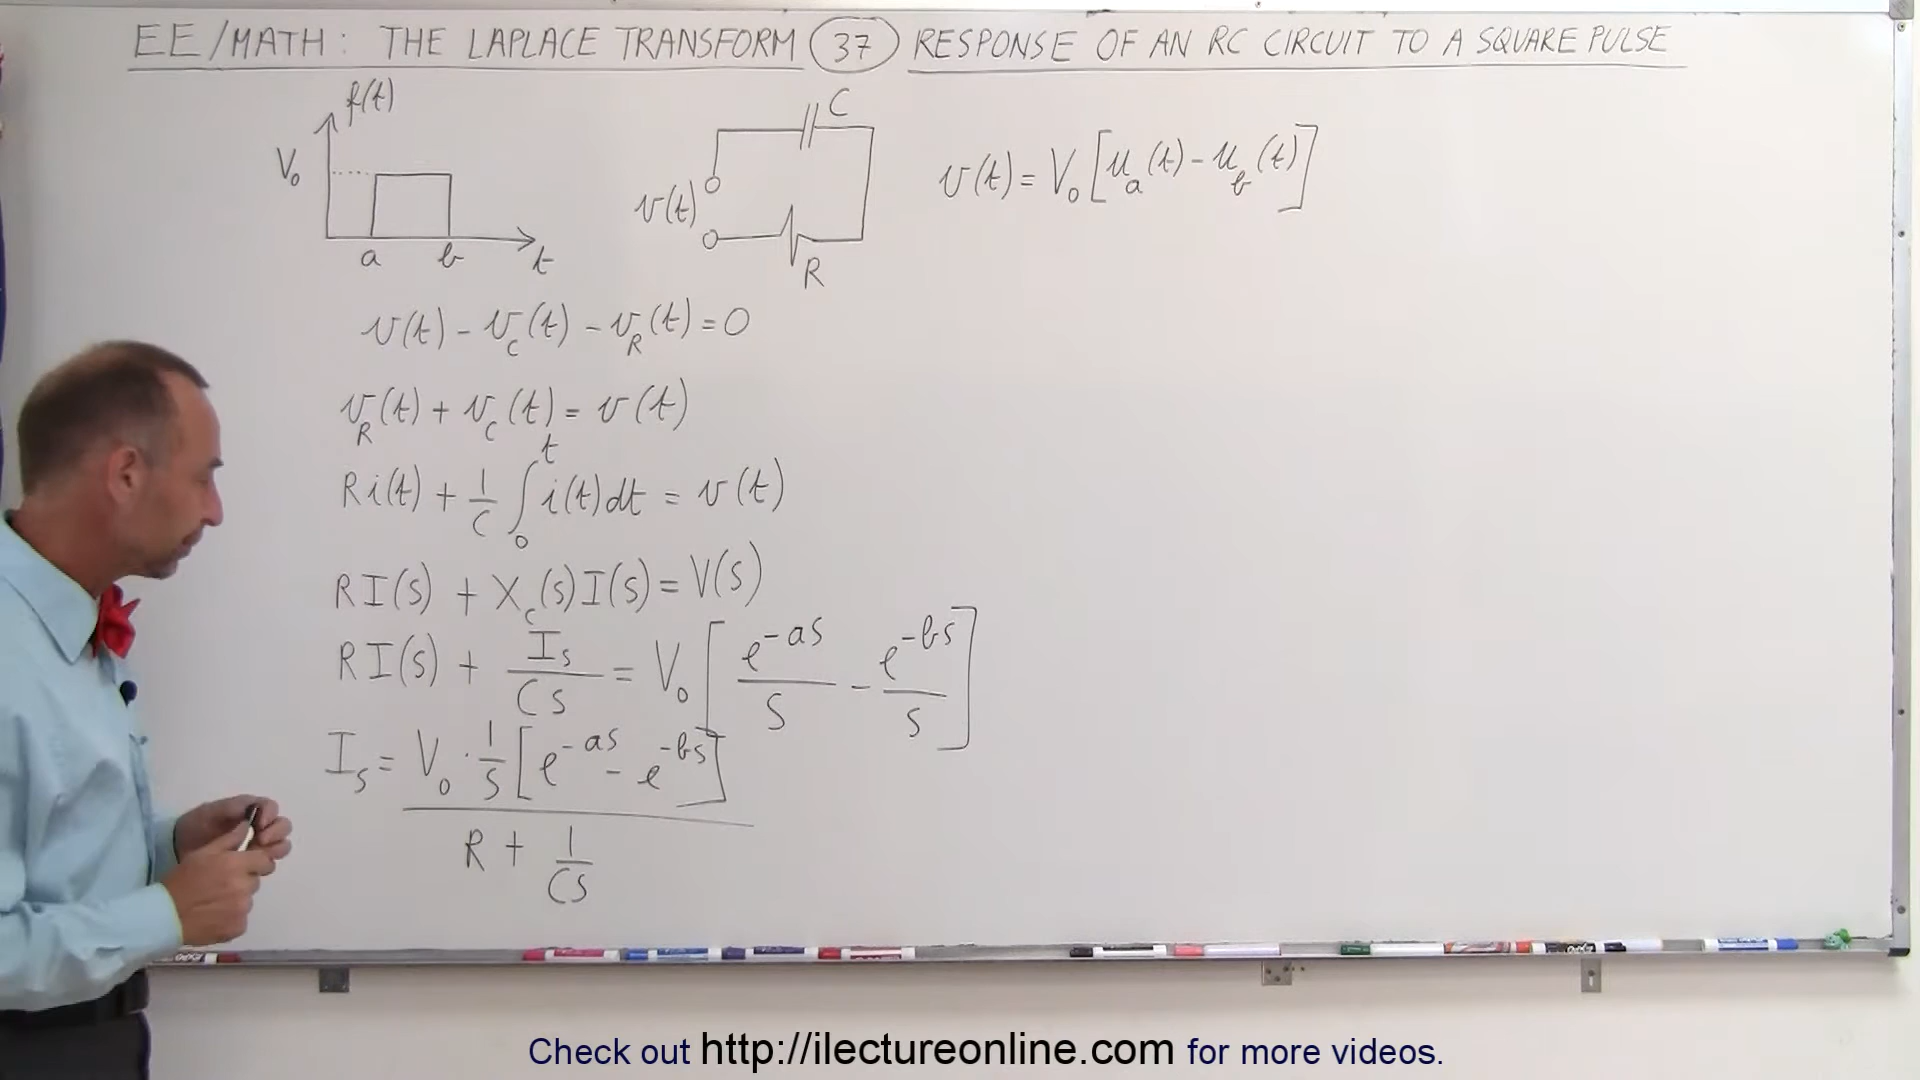 EE/MATH: THE LAPLACE TRANSFORM 37 RESPONSE OF AN RC CIRCUIT TO A SQUARE PULSE
f(t)
V₀
a b t
C
v(t)
R
v(t) = V₀ [u_a(t) - u_b(t)]
v(t) - v_C(t) - v_R(t) = 0
v_R(t) + v_C(t) = v(t)
Ri(t) + 1/C ∫₀ᵗ i(t)dt = v(t)
RI(s) + X_c(s)I(s) = V(s)
RI(s) + I_s/Cs = V₀ [e^-as/s - e^-bs/s]
I_s = V₀ · 1/s [e^-as - e^-bs] / R + 1/Cs
Check out http://ilectureonline.com for more videos.